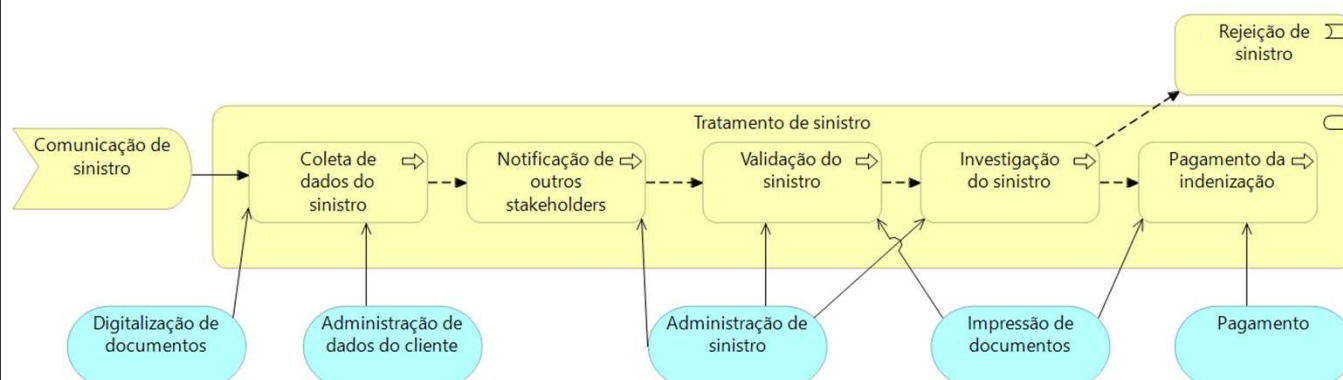 Rejeição de
sinistro
Tratamento de sinistro
Comunicação de
sinistro
Coleta de
dados do
sinistro
Notificação de
outros
stakeholders
Validação do
sinistro
Investigação
do sinistro
Pagamento da
indenização
Digitalização de
documentos
Administração de
dados do cliente
Administração de
sinistro
Impressão de
documentos
Pagamento